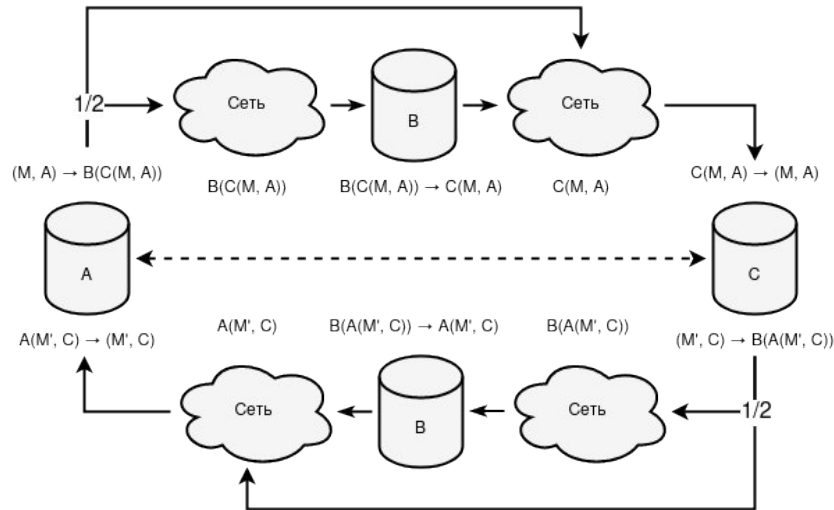 1/2
Сеть
B
Сеть
(M, A) → B(C(M, A))
B(C(M, A))
B(C(M, A)) → C(M, A)
C(M, A)
C(M, A) → (M, A)
A
C
A(M', C) → (M', C)
A(M', C)
B(A(M', C)) → A(M', C)
B(A(M', C))
(M', C) → B(A(M', C))
Сеть
B
Сеть
1/2